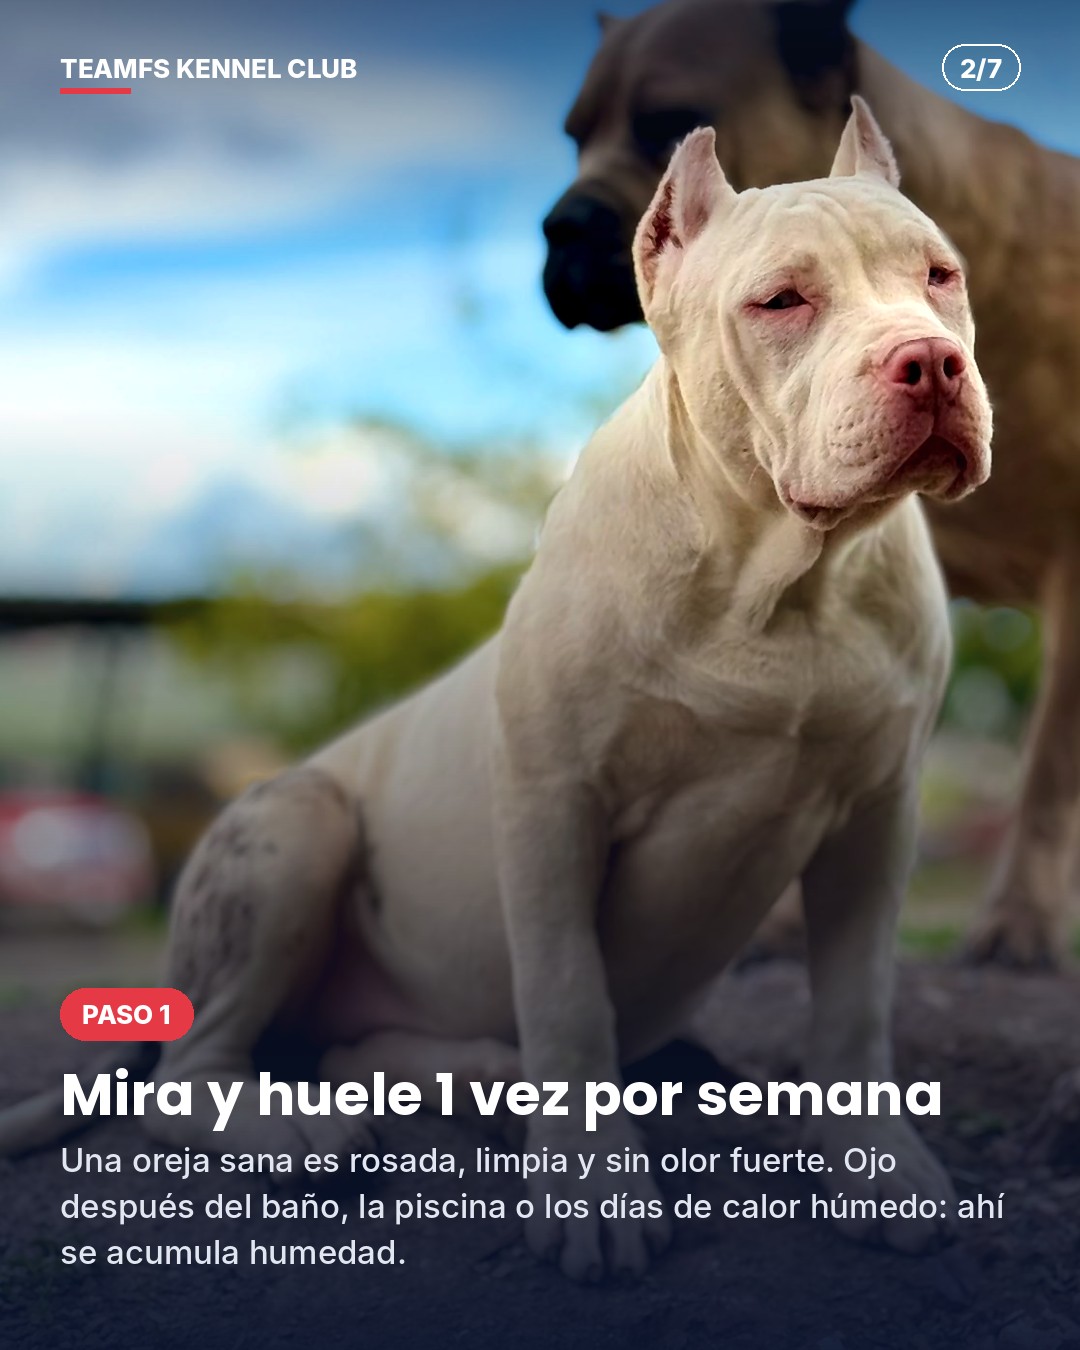 TEAMFS KENNEL CLUB
2/7
PASO 1
Mira y huele 1 vez por semana
Una oreja sana es rosada, limpia y sin olor fuerte. Ojo
después del baño, la piscina o los días de calor húmedo: ahí
se acumula humedad.